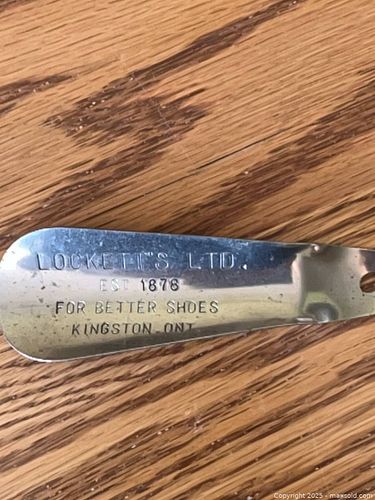 LOCKETT'S LTD.
EST 1878
FOR BETTER SHOES
KINGSTON ONT
Copyright 2025 - maxsold.com